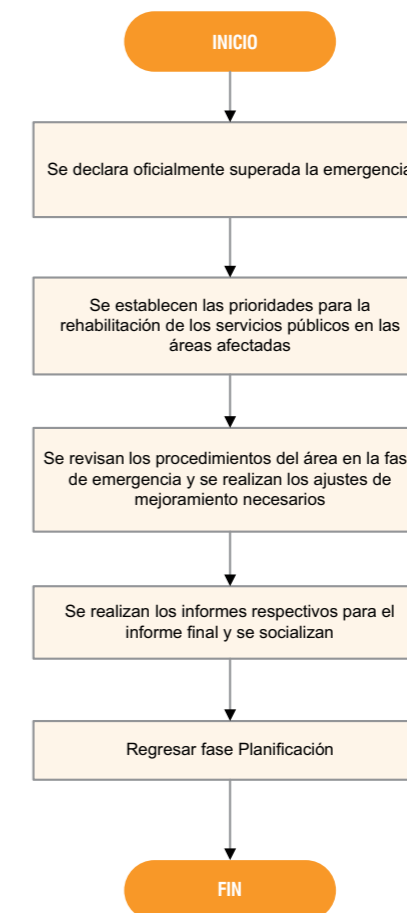 INICIO
Se declara oficialmente superada la emergencia
Se establecen las prioridades para la
rehabilitación de los servicios públicos en las
áreas afectadas
Se revisan los procedimientos del área en la fas
de emergencia y se realizan los ajustes de
mejoramiento necesarios
Se realizan los informes respectivos para el
informe final y se socializan
Regresar fase Planificación
FIN